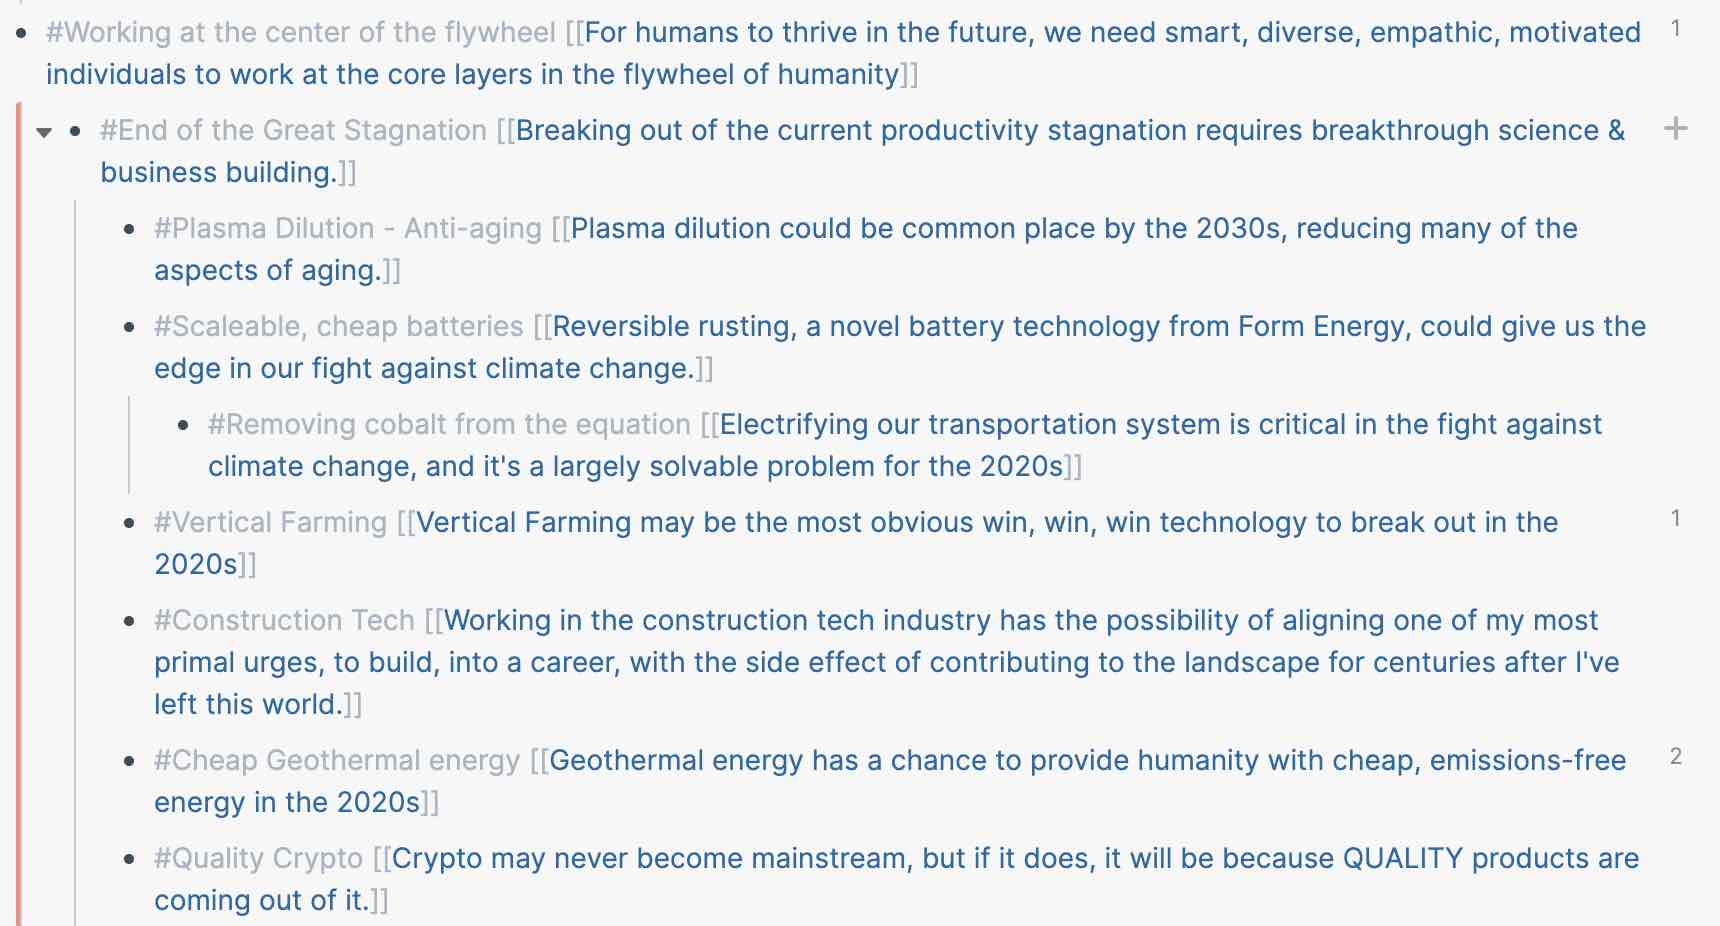 #Working at the center of the flywheel [[For humans to thrive in the future, we need smart, diverse, empathic, motivated 1
individuals to work at the core layers in the flywheel of humanity]]
#End of the Great Stagnation [[Breaking out of the current productivity stagnation requires breakthrough science & +
business building.]]
#Plasma Dilution - Anti-aging [[Plasma dilution could be common place by the 2030s, reducing many of the
aspects of aging.]]
#Scaleable, cheap batteries [[Reversible rusting, a novel battery technology from Form Energy, could give us the
edge in our fight against climate change.]]
#Removing cobalt from the equation [[Electrifying our transportation system is critical in the fight against
climate change, and it's a largely solvable problem for the 2020s]]
#Vertical Farming [[Vertical Farming may be the most obvious win, win, win technology to break out in the 1
2020s]]
#Construction Tech [[Working in the construction tech industry has the possibility of aligning one of my most
primal urges, to build, into a career, with the side effect of contributing to the landscape for centuries after I've
left this world.]]
#Cheap Geothermal energy [[Geothermal energy has a chance to provide humanity with cheap, emissions-free 2
energy in the 2020s]]
#Quality Crypto [[Crypto may never become mainstream, but if it does, it will be because QUALITY products are
coming out of it.]]